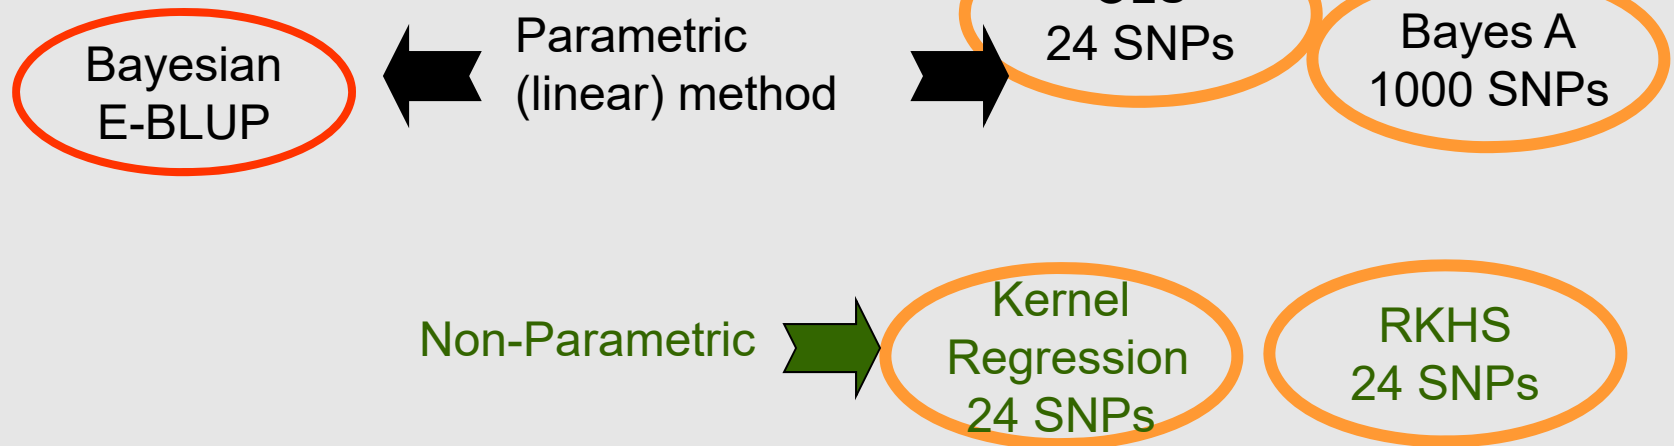 Bayesian
E-BLUP
Parametric
(linear) method
24 SNPs
Bayes A
1000 SNPs
Non-Parametric
Kernel
Regression
24 SNPs
RKHS
24 SNPs